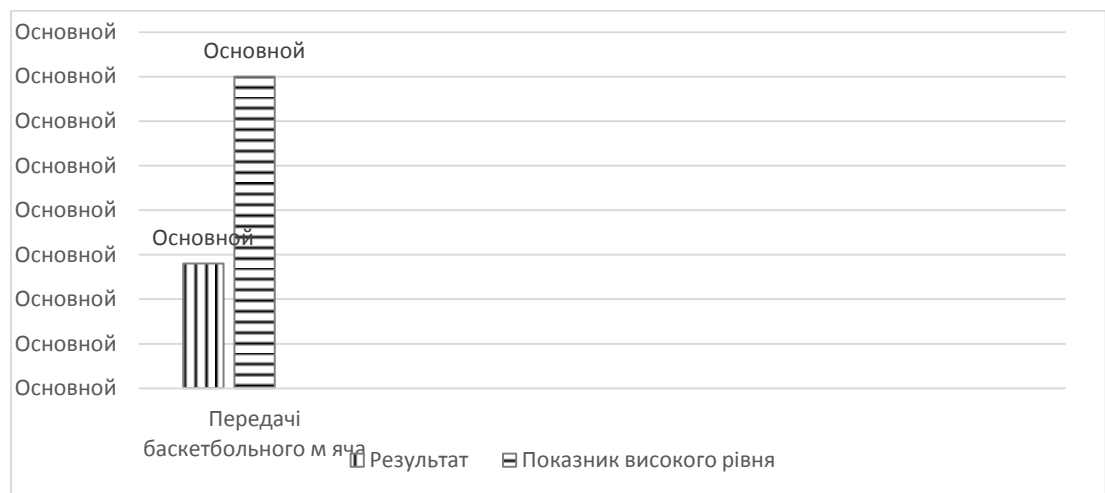 Основной
Основной
Основной
Основной
Основной
Основной
Основной
Основной
Основной
Основной
Основной
Передачі
баскетбольного м яча
Результат
Показник високого рівня